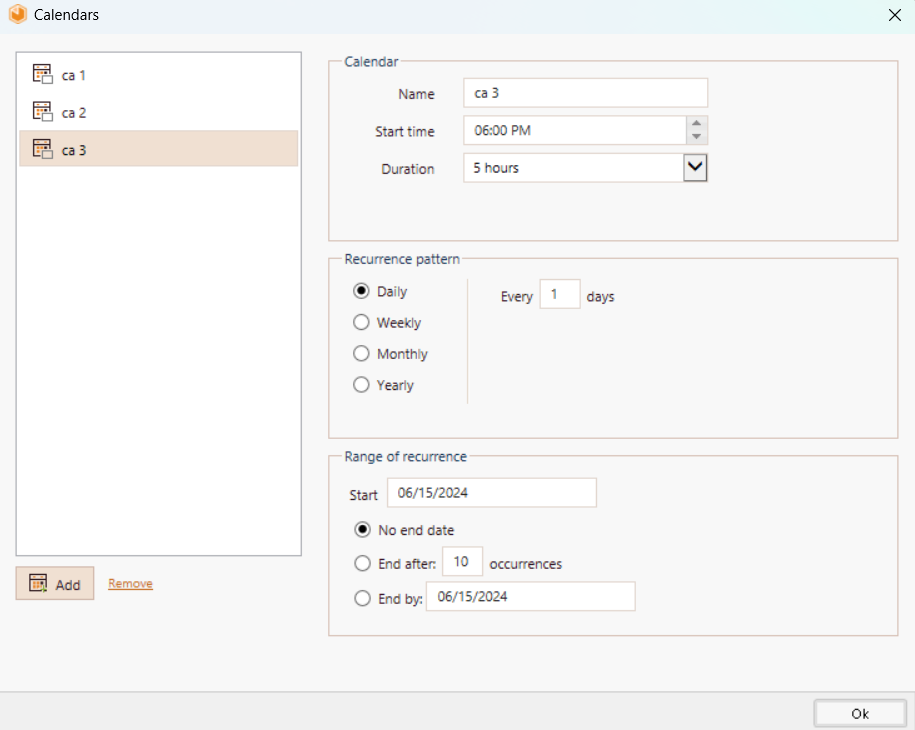 Calendars
ca 1
ca 2
ca 3
Add
Remove
Calendar
Name
ca 3
Start time
06:00 PM
Duration
5 hours
Recurrence pattern
Daily
Weekly
Monthly
Yearly
Every 1 days
Range of recurrence
Start 06/15/2024
No end date
End after: 10 occurrences
End by: 06/15/2024
Ok